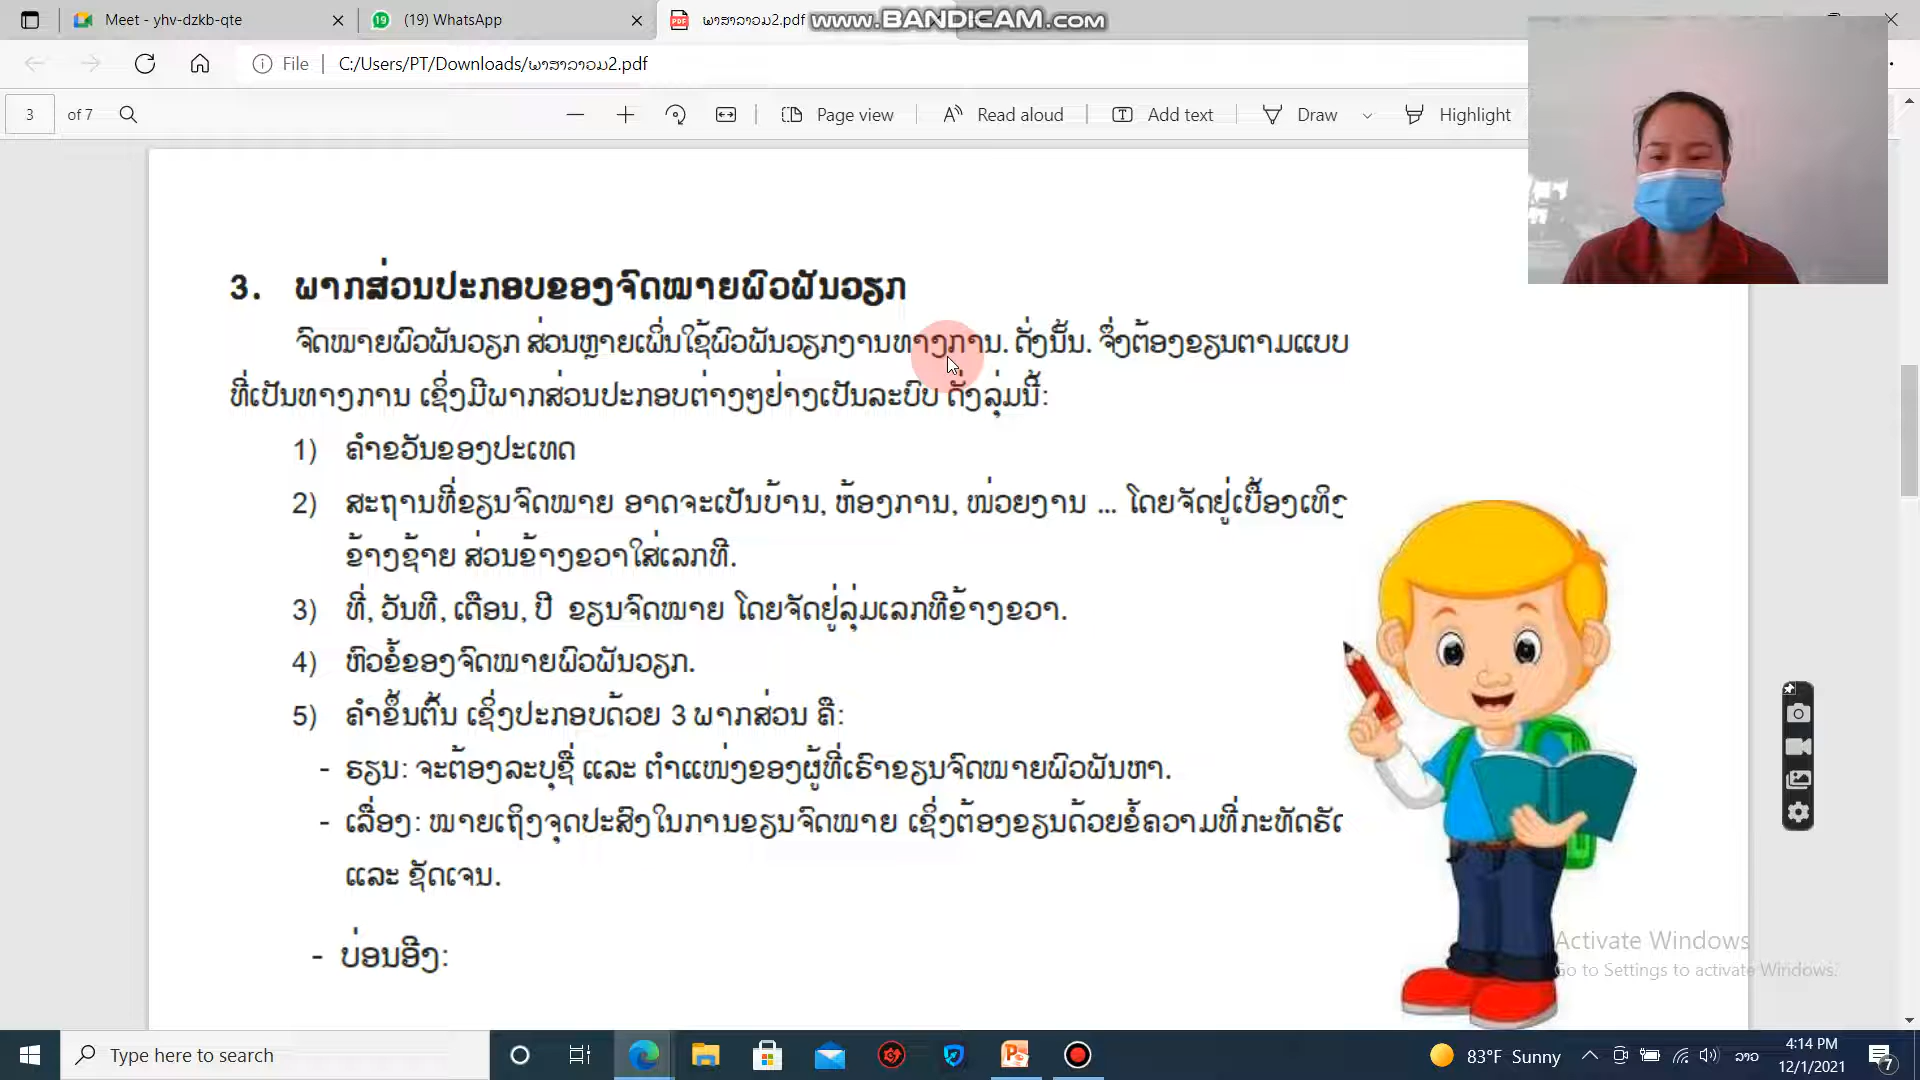 Meet - yhv-dzkb-qte
(19) WhatsApp
ພາສາລາວມ2.pdf
www.BANDICAM.com
File
C:/Users/PT/Downloads/ພາສາລາວມ2.pdf
3 of 7
Page view
Read aloud
Add text
Draw
Highlight
3. ພາກສ່ວນປະກອບຂອງຈົດໝາຍພົວພັນວຽກ
ຈົດໝາຍພົວພັນວຽກ ສ່ວນຫຼາຍເພິ່ນໃຊ້ພົວພັນວຽກງານທາງການ. ດັ່ງນັ້ນ. ຈຶ່ງຕ້ອງຂຽນຕາມແບບ
ທີ່ເປັນທາງການ ເຊິ່ງມີພາກສ່ວນປະກອບຕ່າງໆຢ່າງເປັນລະບົບ ດັ່ງລຸ່ມນີ້:
1) ຄຳຂວັນຂອງປະເທດ
2) ສະຖານທີ່ຂຽນຈົດໝາຍ ອາດຈະເປັນບ້ານ, ຫ້ອງການ, ໜ່ວຍງານ ... ໂດຍຈັດຢູ່ເບື້ອງເທິງ
ຂ້າງຊ້າຍ ສ່ວນຂ້າງຂວາໃສ່ເລກທີ.
3) ທີ່, ວັນທີ, ເດືອນ, ປີ ຂຽນຈົດໝາຍ ໂດຍຈັດຢູ່ລຸ່ມເລກທີຂ້າງຂວາ.
4) ຫົວຂໍ້ຂອງຈົດໝາຍພົວພັນວຽກ.
5) ຄຳຂຶ້ນຕົ້ນ ເຊິ່ງປະກອບດ້ວຍ 3 ພາກສ່ວນ ຄື:
- ຮຽນ: ຈະຕ້ອງລະບຸຊື່ ແລະ ຕຳແໜ່ງຂອງຜູ້ທີ່ເຮົາຂຽນຈົດໝາຍພົວພັນຫາ.
- ເລື່ອງ: ໝາຍເຖິງຈຸດປະສົງໃນການຂຽນຈົດໝາຍ ເຊິ່ງຕ້ອງຂຽນດ້ວຍຂໍ້ຄວາມທີ່ກະທັດຮັດ
ແລະ ຊັດເຈນ.
- ບ່ອນອີງ:
Activate Windows
Go to Settings to activate Windows.
Type here to search
83°F Sunny
ລາວ
4:14 PM
12/1/2021
7